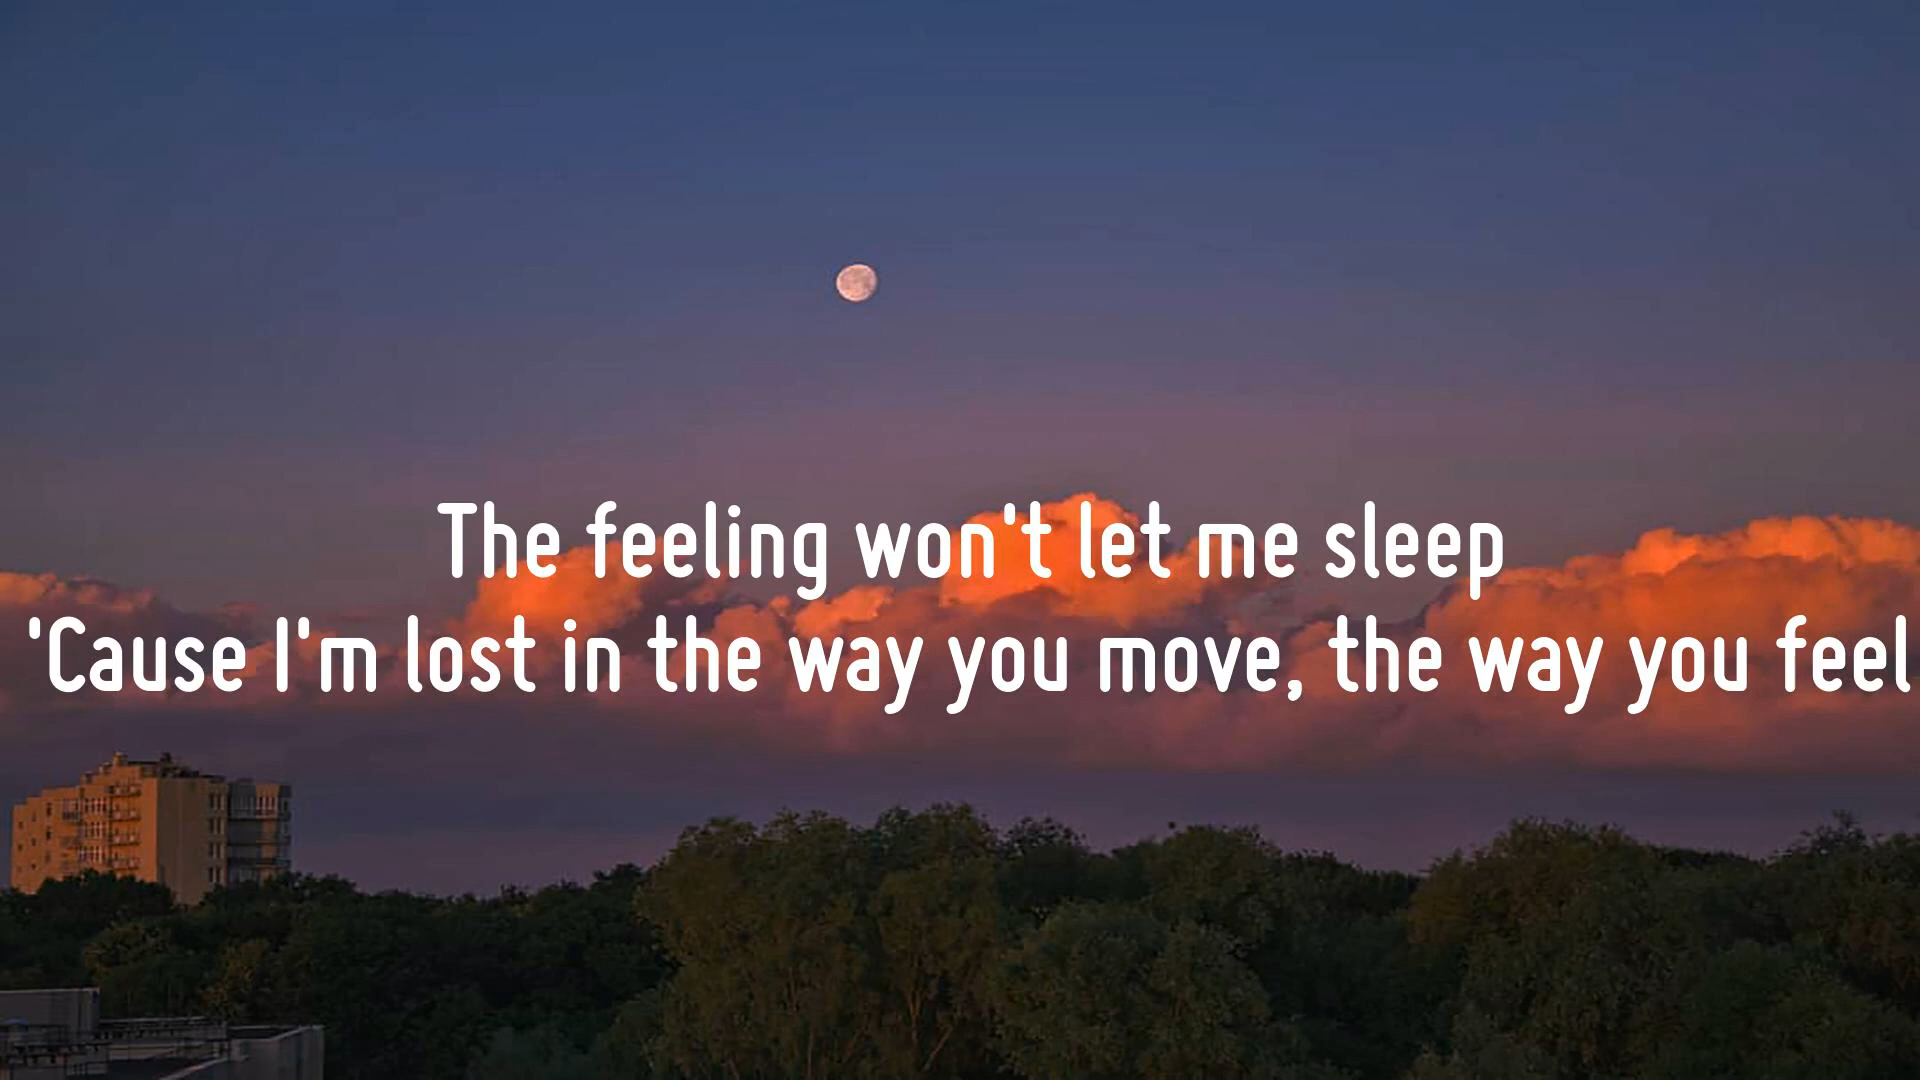 The feeling won't let me sleep
'Cause I'm lost in the way you move, the way you feel